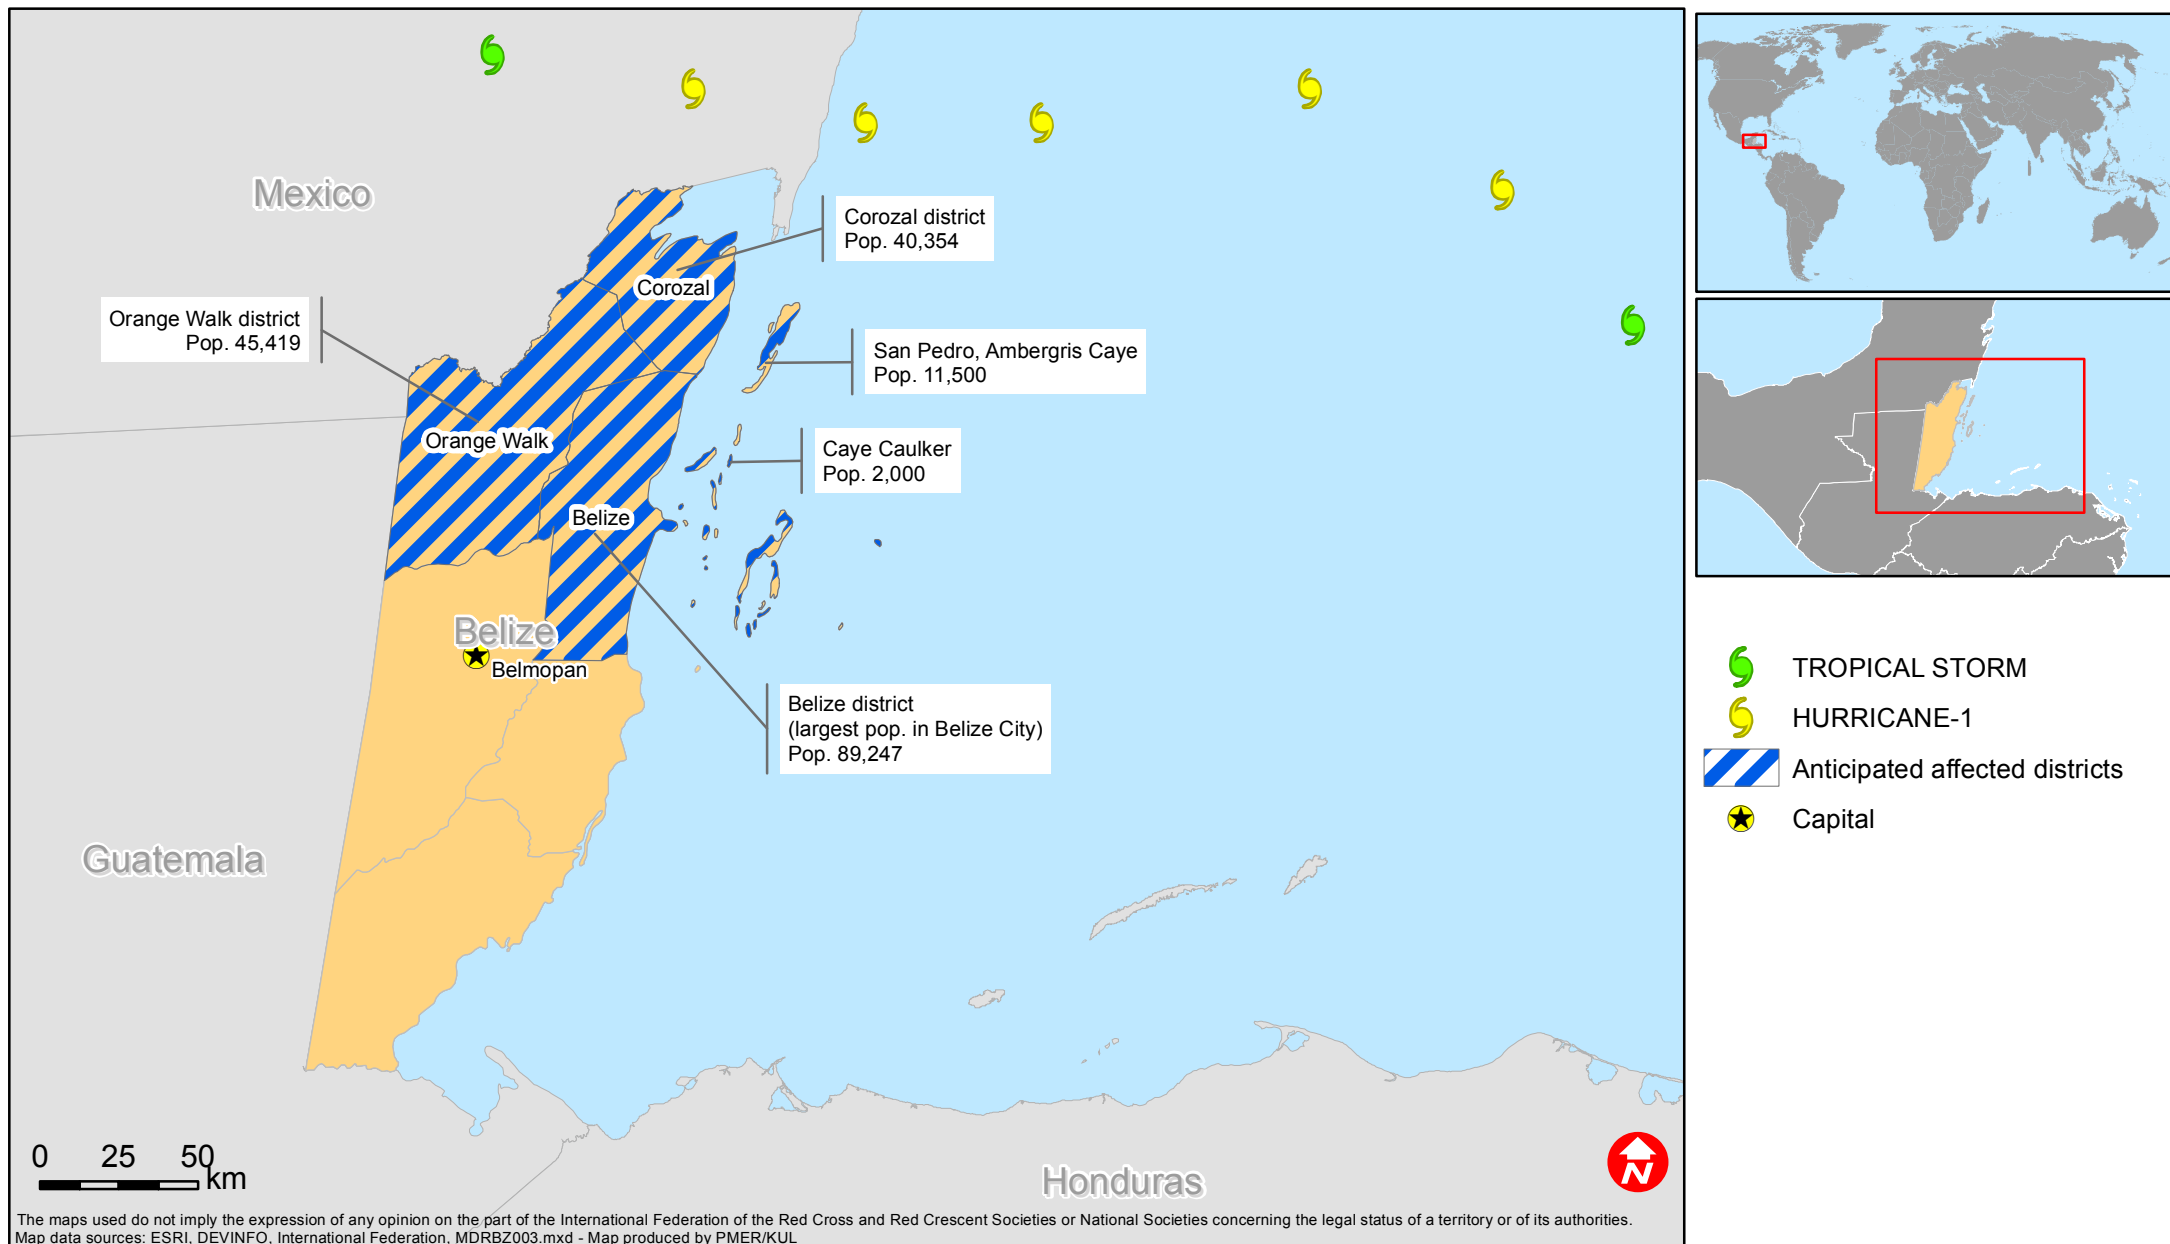 Mexico
Corozal district
Pop. 40,354
Corozal
Orange Walk district
Pop. 45,419
San Pedro, Ambergris Caye
Pop. 11,500
Orange Walk
Caye Caulker
Pop. 2,000
Belize
Belize
Belmopan
Belize district
(largest pop. in Belize City)
Pop. 89,247
Guatemala
Honduras
0 25 50
km
N
The maps used do not imply the expression of any opinion on the part of the International Federation of the Red Cross and Red Crescent Societies or National Societies concerning the legal status of a territory or of its authorities.
Map data sources: ESRI, DEVINFO, International Federation, MDRBZ003.mxd - Map produced by PMER/KUL
TROPICAL STORM
HURRICANE-1
Anticipated affected districts
Capital